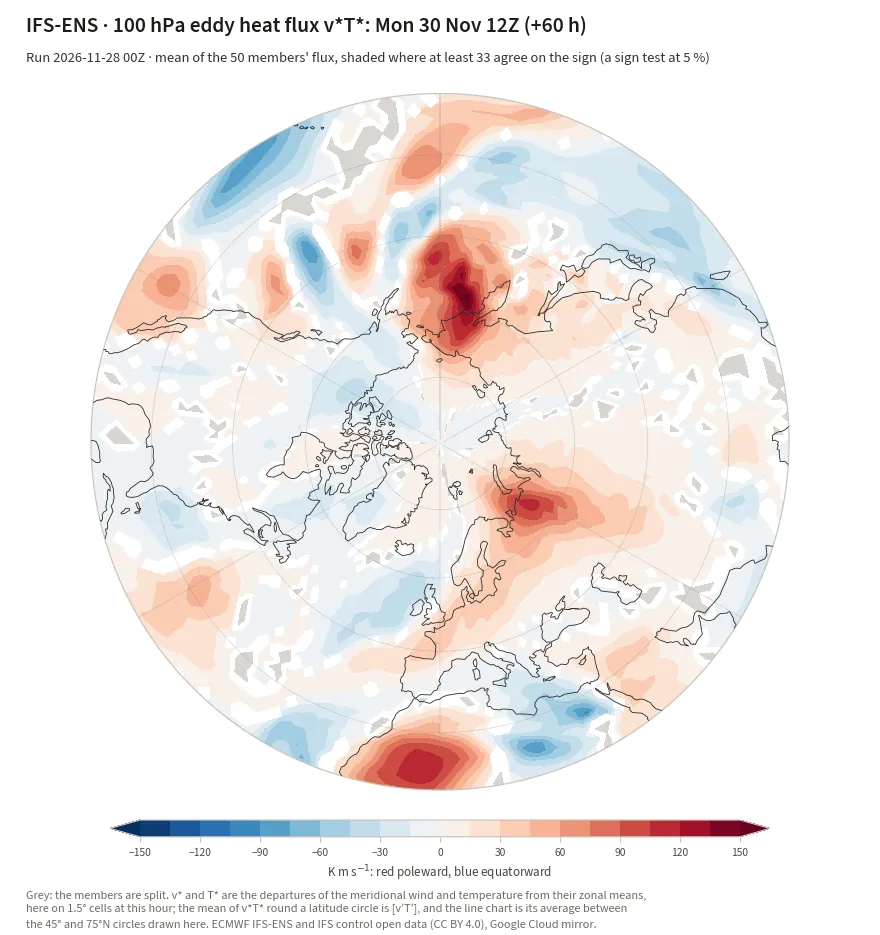 IFS-ENS · 100 hPa eddy heat flux v*T*: Mon 30 Nov 12Z (+60 h)
Run 2026-11-28 00Z · mean of the 50 members' flux, shaded where at least 33 agree on the sign (a sign test at 5 %)
−150 −120 −90 −60 −30 0 30 60 90 120 150
K m s⁻¹: red poleward, blue equatorward
Grey: the members are split. v* and T* are the departures of the meridional wind and temperature from their zonal means,
here on 1.5° cells at this hour; the mean of v*T* round a latitude circle is [v′T′], and the line chart is its average between
the 45° and 75°N circles drawn here. ECMWF IFS-ENS and IFS control open data (CC BY 4.0), Google Cloud mirror.